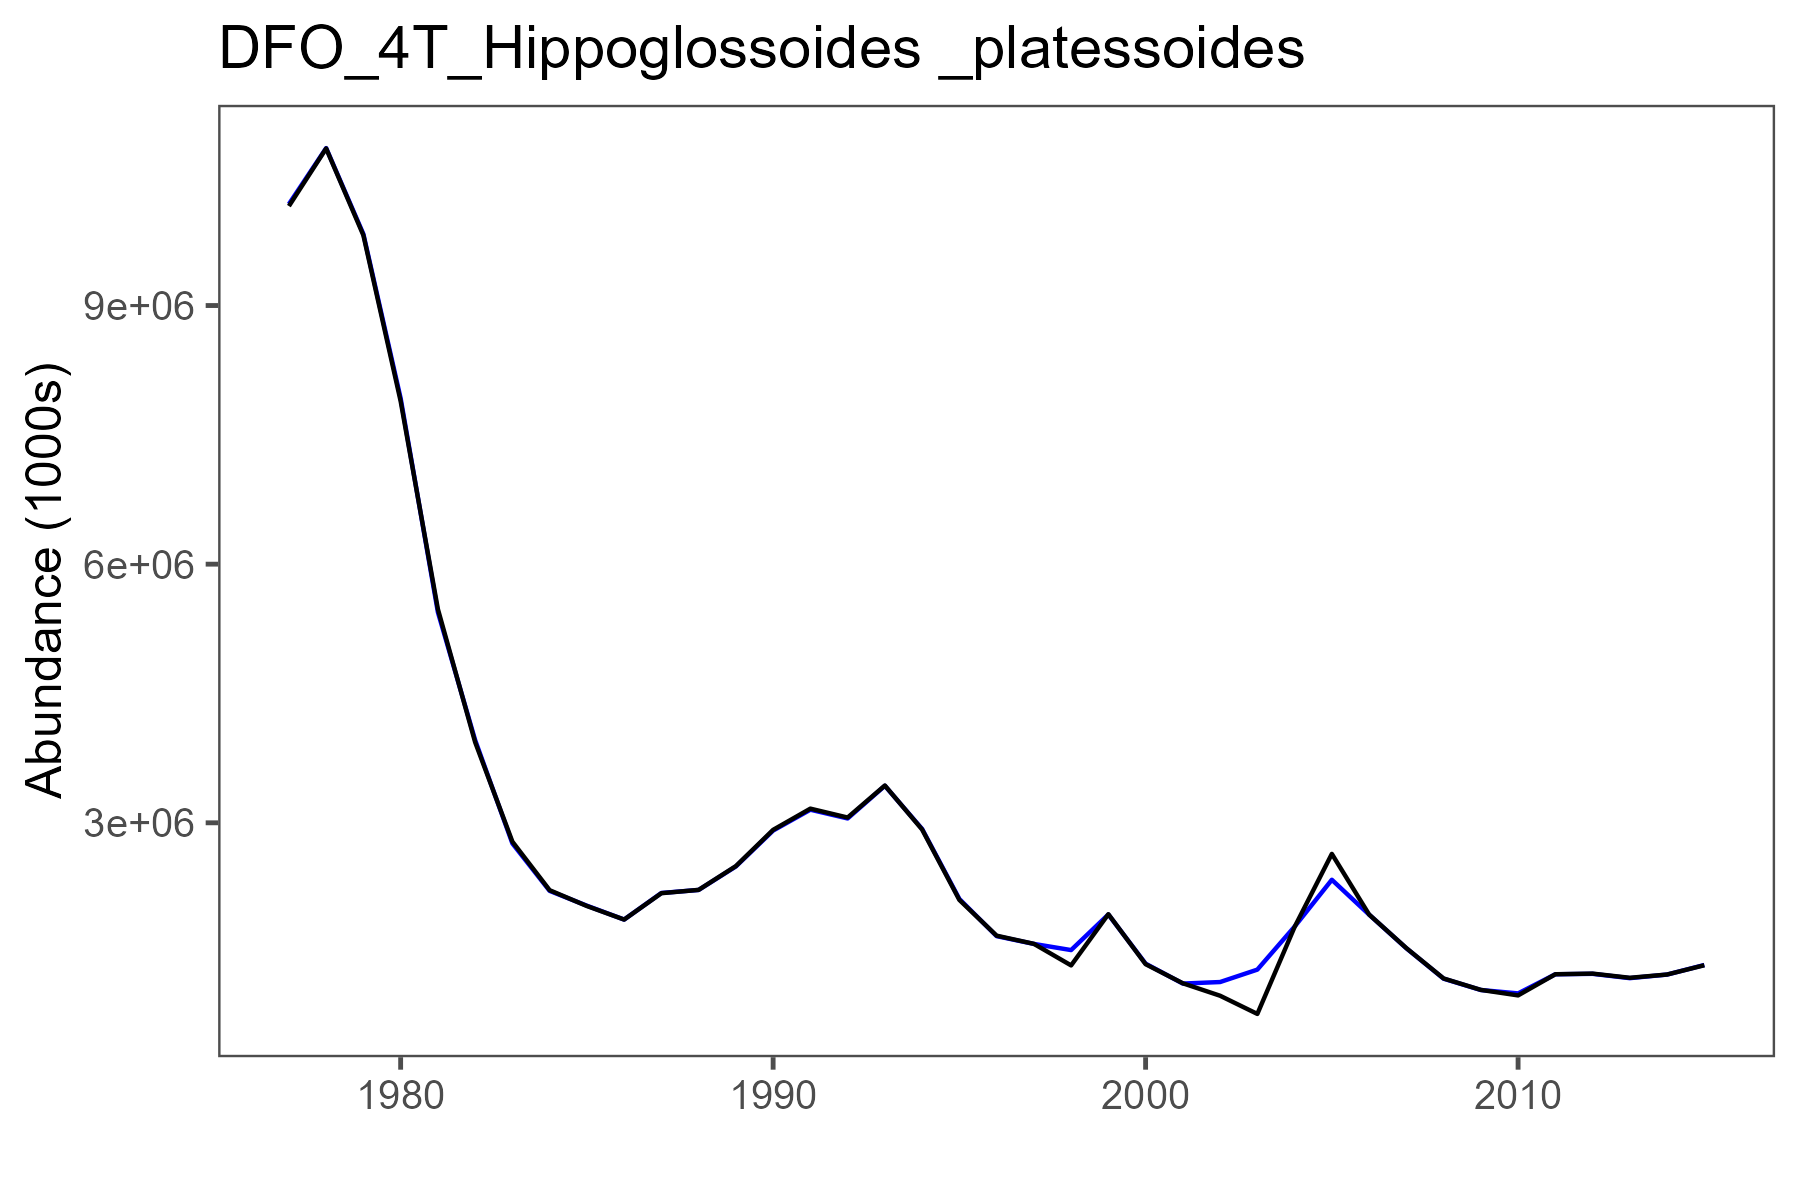 DFO_4T_Hippoglossoides _platessoides
Abundance (1000s)
9e+06
6e+06
3e+06
1980 1990 2000 2010